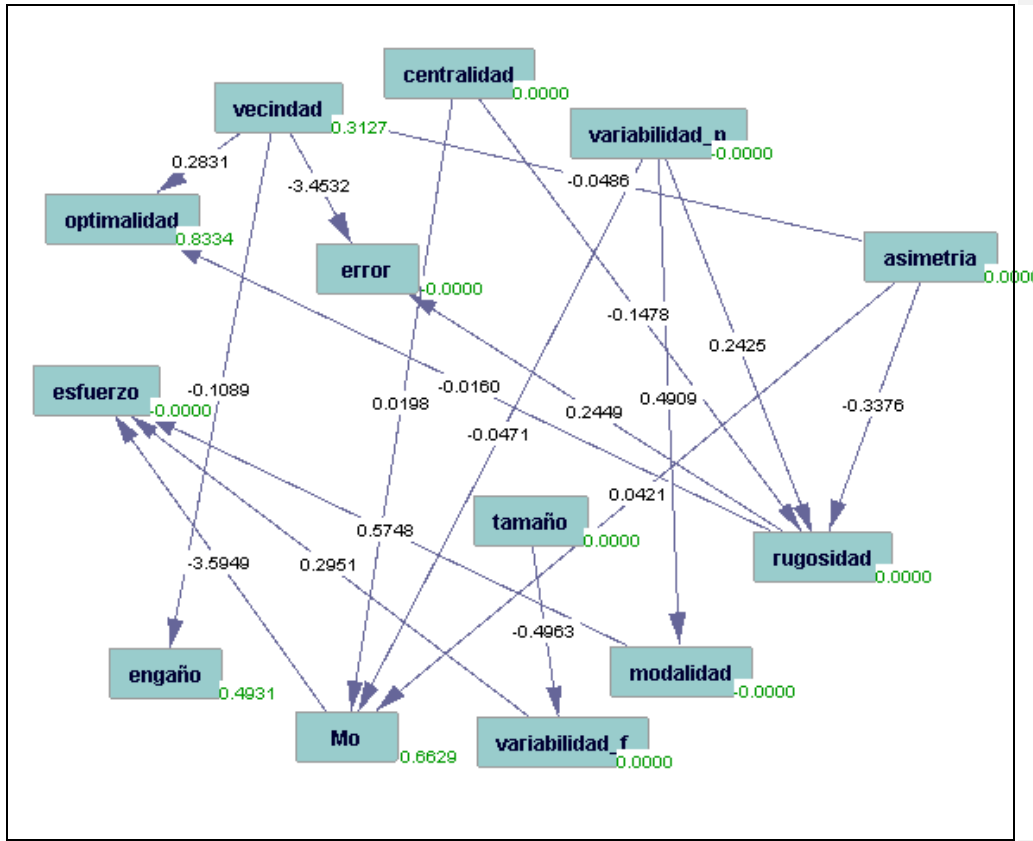 centralidad
0.0000
vecindad
0.3127
variabilidad_n
-0.0000
0.2831
-3.4532
-0.0486
optimalidad
0.8334
error
-0.0000
asimetria
0.0000
-0.1478
0.2425
esfuerzo
-0.0000
-0.1089
0.0198
-0.0160
0.2449
0.4909
-0.3376
-0.0471
0.0421
tamaño
0.0000
0.5748
rugosidad
0.0000
-3.5949
0.2951
-0.4963
engaño
0.4931
modalidad
-0.0000
Mo
0.6629
variabilidad_f
0.0000